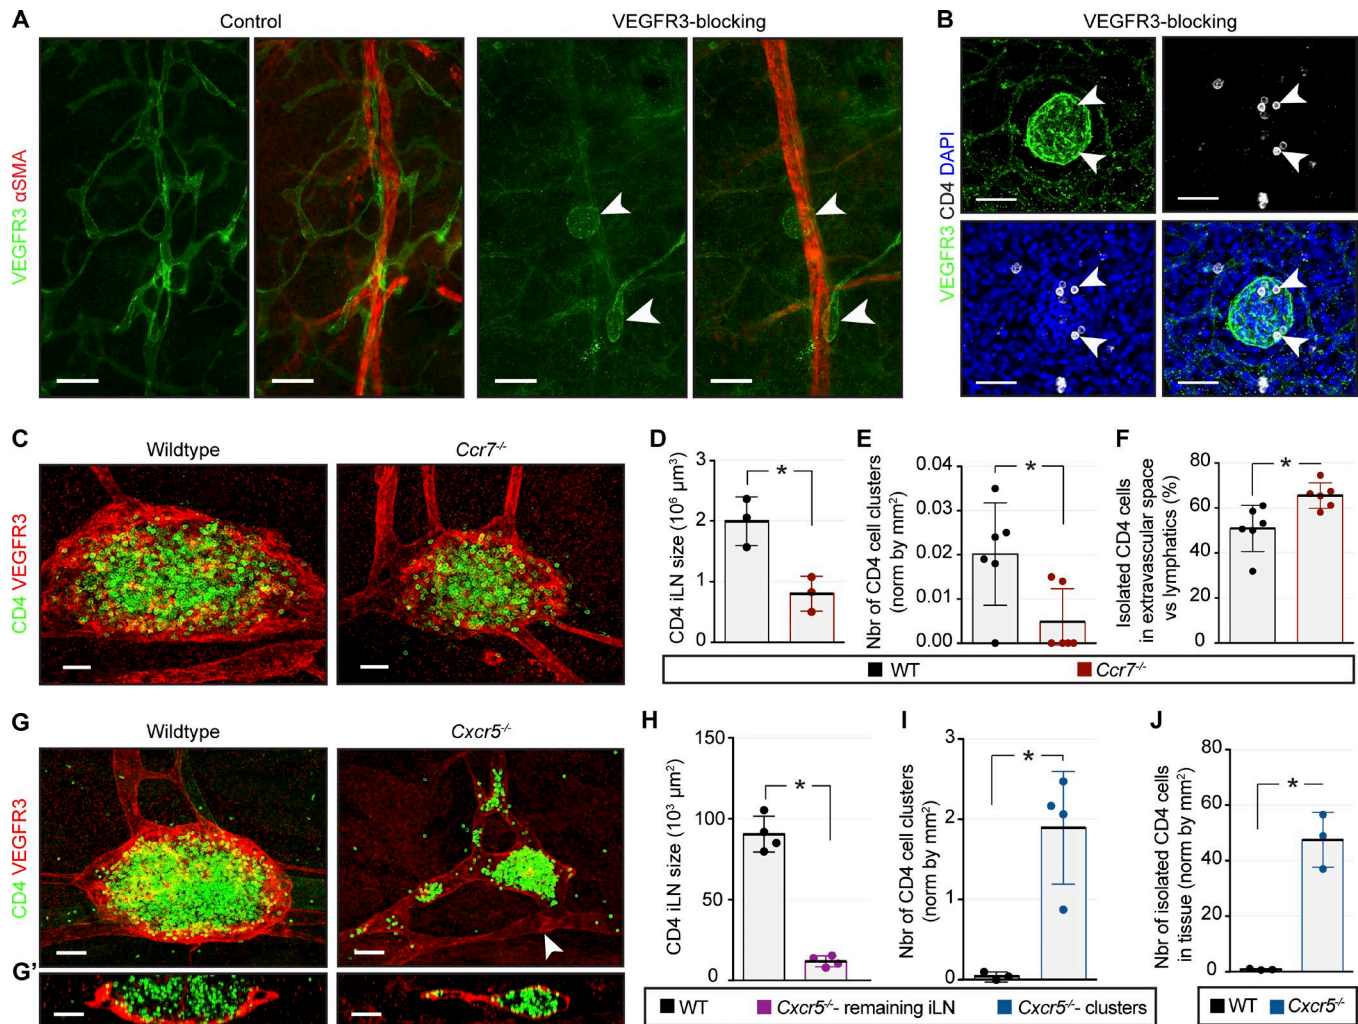 A
Control
VEGFR3-blocking
VEGFR3 αSMA
B
VEGFR3-blocking
VEGFR3 CD4 DAPI
C
Wildtype
Ccr7-/-
CD4 VEGFR3
D
CD4 iLN size (10⁶ µm³)
3
2
1
0
*
E
Nbr of CD4 cell clusters
(norm by mm²)
0.04
0.03
0.02
0.01
0.00
*
F
Isolated CD4 cells
in extravascular space
vs lymphatics (%)
80
60
40
20
0
*
WT
Ccr7-/-
G
Wildtype
Cxcr5-/-
CD4 VEGFR3
G'
H
CD4 iLN size (10³ µm²)
150
100
50
0
*
I
Nbr of CD4 cell clusters
(norm by mm²)
3
2
1
0
*
J
Nbr of isolated CD4 cells
in tissue (norm by mm²)
80
60
40
20
0
*
WT
Cxcr5-/-- remaining iLN
Cxcr5-/-- clusters
WT
Cxcr5-/-